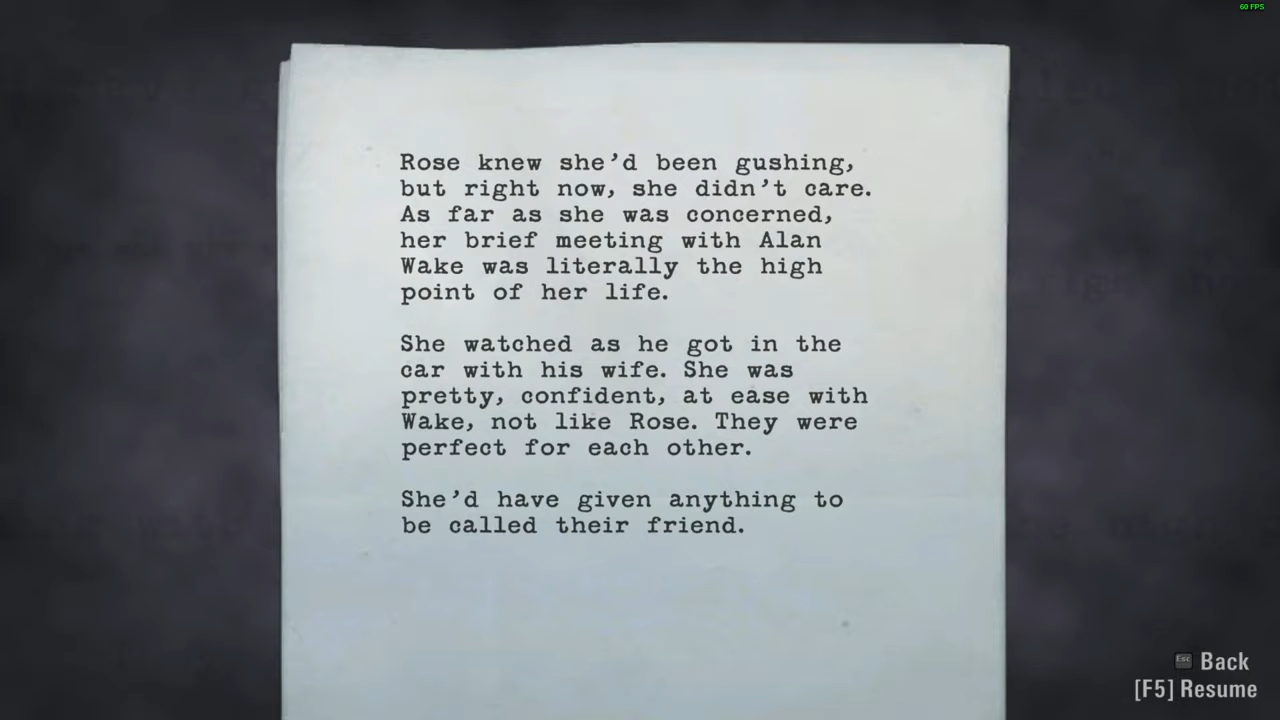 60 FPS
Rose knew she’d been gushing,
but right now, she didn’t care.
As far as she was concerned,
her brief meeting with Alan
Wake was literally the high
point of her life.
She watched as he got in the
car with his wife. She was
pretty, confident, at ease with
Wake, not like Rose. They were
perfect for each other.
She’d have given anything to
be called their friend.
Esc Back
[F5] Resume